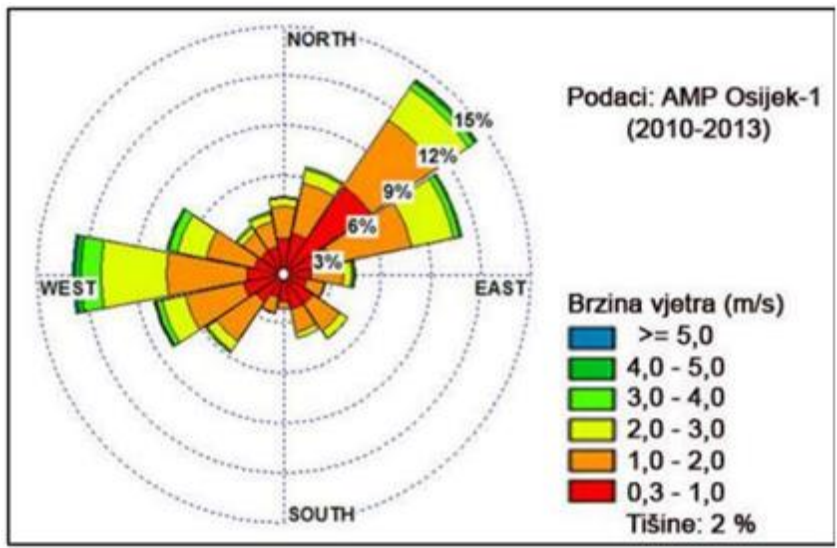 NORTH
15%
12%
9%
6%
3%
WEST
EAST
SOUTH
Podaci: AMP Osijek-1
(2010-2013)
Brzina vjetra (m/s)
>= 5,0
4,0 - 5,0
3,0 - 4,0
2,0 - 3,0
1,0 - 2,0
0,3 - 1,0
Tišine: 2 %